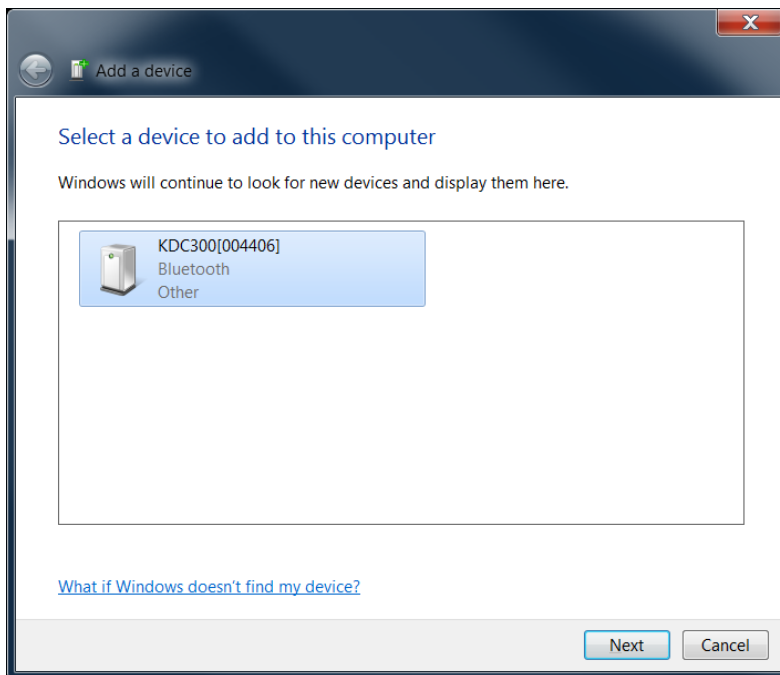 Add a device
Select a device to add to this computer
Windows will continue to look for new devices and display them here.
KDC300[004406]
Bluetooth
Other
What if Windows doesn't find my device?
Next
Cancel